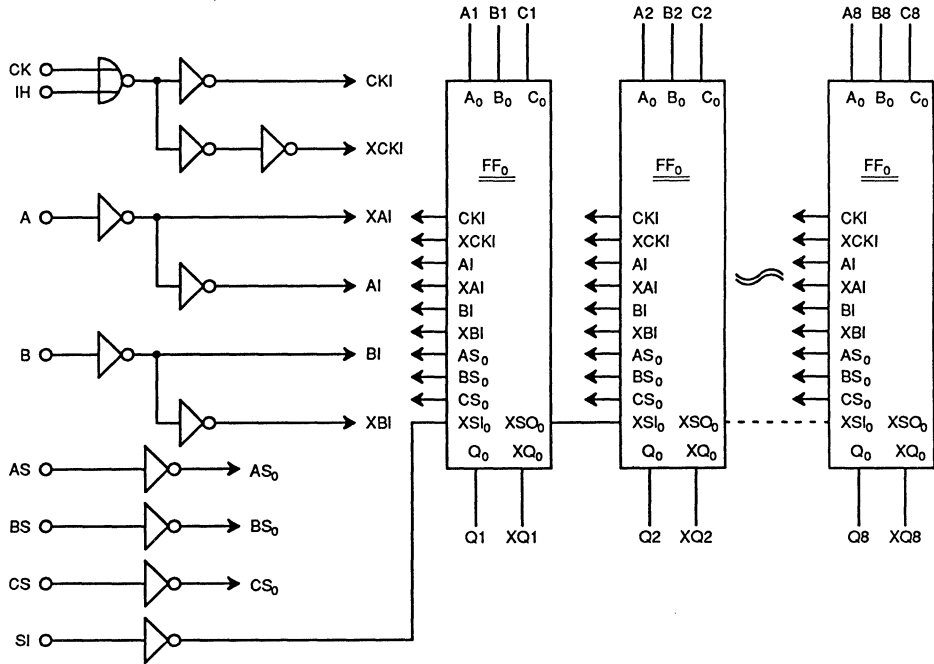 A1 B1 C1
A2 B2 C2
A8 B8 C8
CK
IH
CKI
XCKI
A
XAI
AI
B
BI
XBI
AS
AS₀
BS
BS₀
CS
CS₀
SI
A₀ B₀ C₀
FF₀
CKI
XCKI
AI
XAI
BI
XBI
AS₀
BS₀
CS₀
XSI₀ XSO₀
Q₀ XQ₀
Q1 XQ1
A₀ B₀ C₀
FF₀
CKI
XCKI
AI
XAI
BI
XBI
AS₀
BS₀
CS₀
XSI₀ XSO₀
Q₀ XQ₀
Q2 XQ2
A₀ B₀ C₀
FF₀
CKI
XCKI
AI
XAI
BI
XBI
AS₀
BS₀
CS₀
XSI₀ XSO₀
Q₀ XQ₀
Q8 XQ8